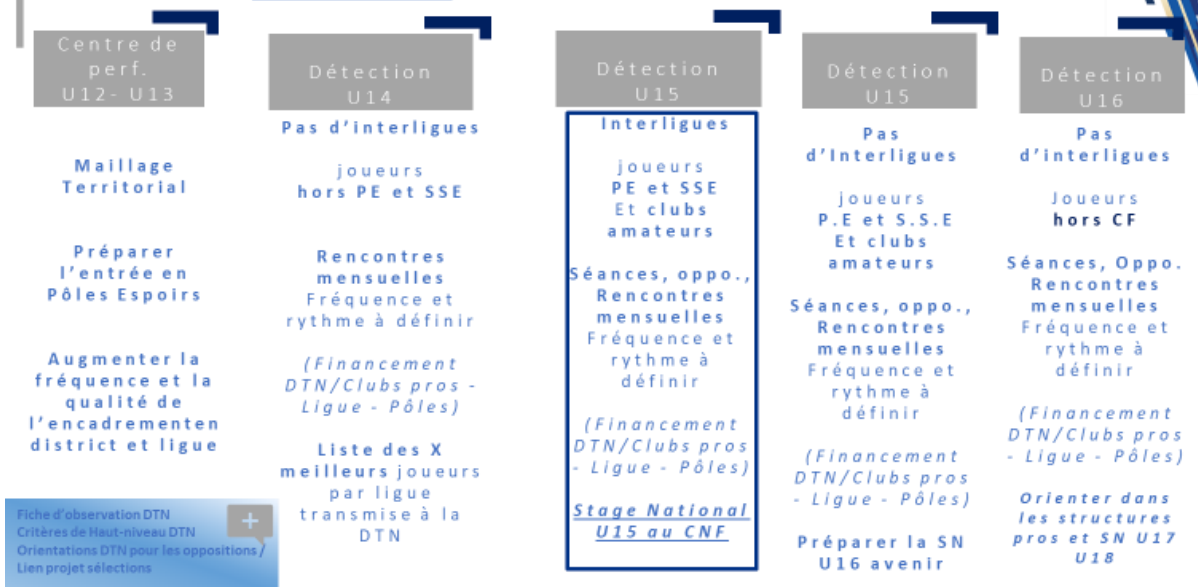 Centre de
perf.
U12- U13
Maillage
Territorial
Préparer
l'entrée en
Pôles Espoirs
Augmenter la
fréquence et la
qualité de
l'encadrementen
district et ligue
Fiche d'observation DTN
Critères de Haut-niveau DTN
Orientations DTN pour les oppositions /
Lien projet sélections
Détection
U14
Pas d'interligues
joueurs
hors PE et SSE
Rencontres
mensuelles
Fréquence et
rythme à définir
(Financement
DTN/Clubs pros -
Ligue - Pôles)
Liste des X
meilleurs joueurs
par ligue
transmise à la
DTN
Détection
U15
Interligues
joueurs
PE et SSE
Et clubs
amateurs
Séances, oppo.,
Rencontres
mensuelles
Fréquence et
rythme à
définir
(Financement
DTN/Clubs pros
- Ligue - Pôles)
Stage National
U15 au CNF
Détection
U15
Pas
d'Interligues
joueurs
P.E et S.S.E
Et clubs
amateurs
Séances, oppo.,
Rencontres
mensuelles
Fréquence et
rythme à
définir
(Financement
DTN/Clubs pros
- Ligue - Pôles)
Préparer la SN
U16 avenir
Détection
U16
Pas
d'interligues
Joueurs
hors CF
Séances, Oppo.
Rencontres
mensuelles
Fréquence et
rythme à
définir
(Financement
DTN/Clubs pros
- Ligue - Pôles)
Orienter dans
les structures
pros et SN U17
U18